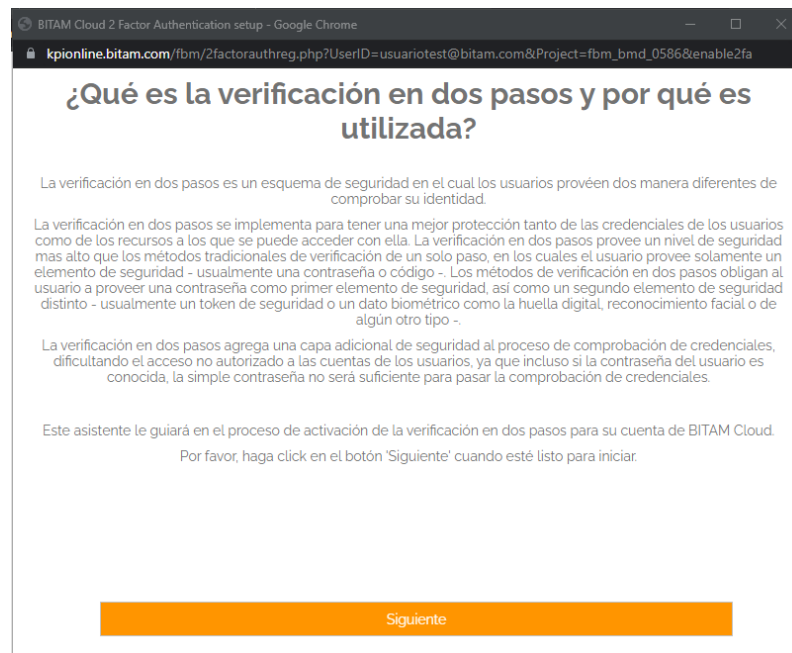 BITAM Cloud 2 Factor Authentication setup - Google Chrome
kpionline.bitam.com/fbm/2factorauthreg.php?UserID=usuariotest@bitam.com&Project=fbm_bmd_0586&enable2fa
¿Qué es la verificación en dos pasos y por qué es
utilizada?
La verificación en dos pasos es un esquema de seguridad en el cual los usuarios provéen dos manera diferentes de
comprobar su identidad.
La verificación en dos pasos se implementa para tener una mejor protección tanto de las credenciales de los usuarios
como de los recursos a los que se puede acceder con ella. La verificación en dos pasos provee un nivel de seguridad
mas alto que los métodos tradicionales de verificación de un solo paso, en los cuales el usuario provee solamente un
elemento de seguridad - usualmente una contraseña o código -. Los métodos de verificación en dos pasos obligan al
usuario a proveer una contraseña como primer elemento de seguridad, así como un segundo elemento de seguridad
distinto - usualmente un token de seguridad o un dato biométrico como la huella digital, reconocimiento facial o de
algún otro tipo -.
La verificación en dos pasos agrega una capa adicional de seguridad al proceso de comprobación de credenciales,
dificultando el acceso no autorizado a las cuentas de los usuarios, ya que incluso si la contraseña del usuario es
conocida, la simple contraseña no será suficiente para pasar la comprobación de credenciales.
Este asistente le guiará en el proceso de activación de la verificación en dos pasos para su cuenta de BITAM Cloud.
Por favor, haga click en el botón 'Siguiente' cuando esté listo para iniciar.
Siguiente